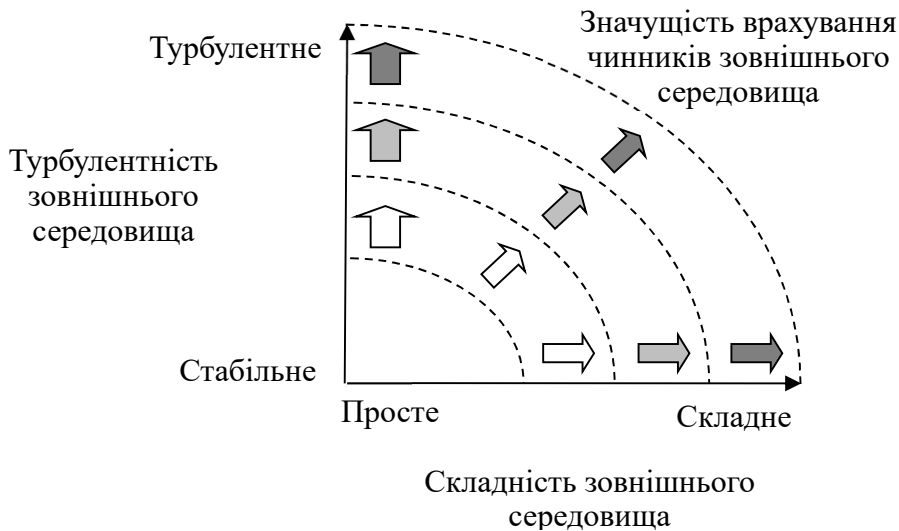 Значущість врахування
чинників зовнішнього
середовища
Турбулентне
Турбулентність
зовнішнього
середовища
Стабільне
Просте
Складне
Складність зовнішнього
середовища